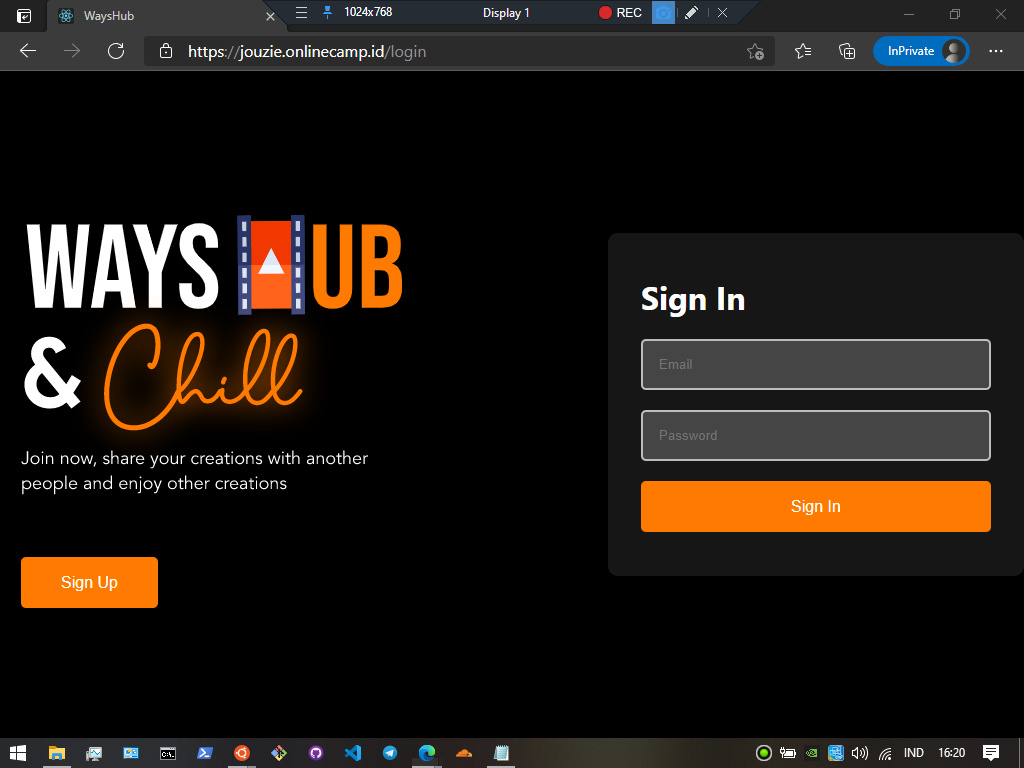 WaysHub
1024x768
Display 1
REC
https://jouzie.onlinecamp.id/login
InPrivate
WAYS UB
& Chill
Join now, share your creations with another
people and enjoy other creations
Sign Up
Sign In
Email
Password
Sign In
IND
16:20